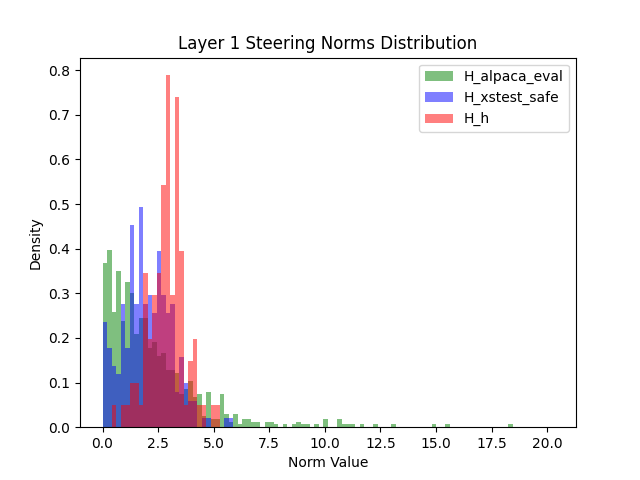 Layer 1 Steering Norms Distribution
H_alpaca_eval
H_xstest_safe
H_h
Density
0.8
0.7
0.6
0.5
0.4
0.3
0.2
0.1
0.0
0.0 2.5 5.0 7.5 10.0 12.5 15.0 17.5 20.0
Norm Value